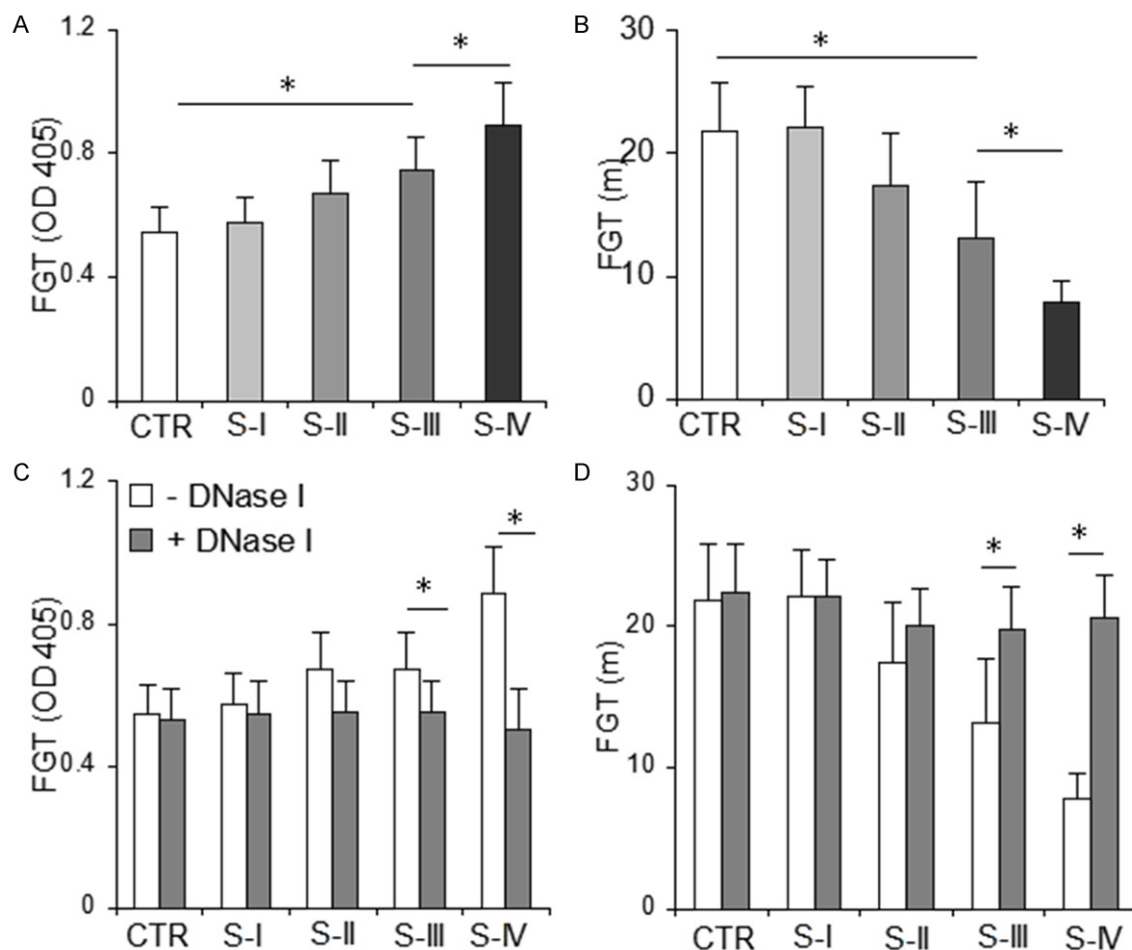 A
FGT (OD 405)
1.2
0.8
0.4
0
*
*
CTR S-I S-II S-III S-IV
B
FGT (m)
30
20
10
0
*
*
CTR S-I S-II S-III S-IV
C
FGT (OD 405)
1.2
0.8
0.4
0
- DNase I
+ DNase I
*
*
CTR S-I S-II S-III S-IV
D
FGT (m)
30
20
10
0
*
*
CTR S-I S-II S-III S-IV